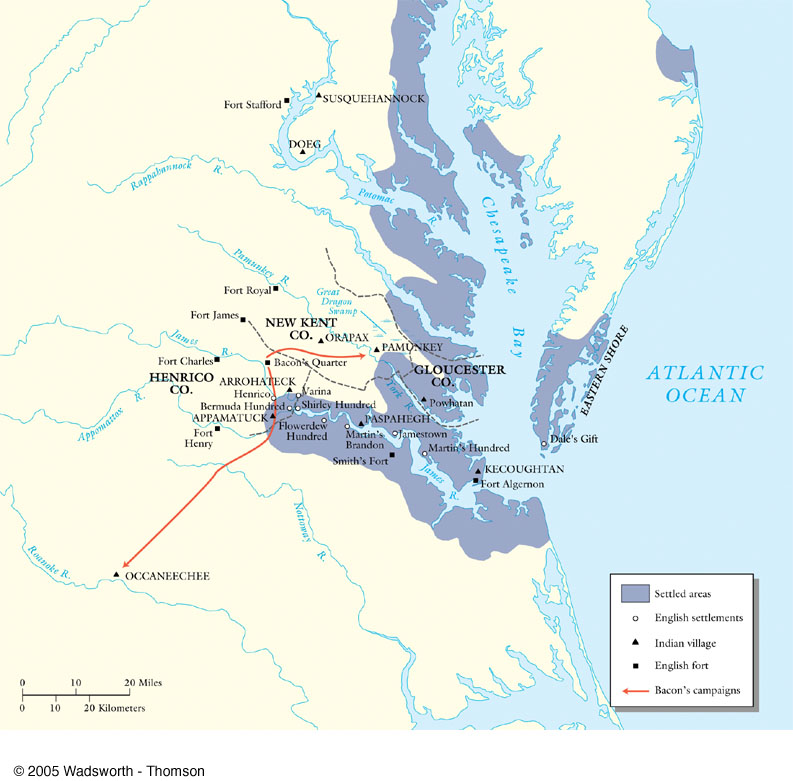 Fort Stafford
SUSQUEHANNOCK
DOEG
Rappahannock R.
Potomac R.
Chesapeake Bay
Pamunkey R.
Fort Royal
Great
Dragon
Swamp
Fort James
NEW KENT
CO.
ORAPAX
PAMUNKEY
James R.
Fort Charles
Bacon's Quarter
GLOUCESTER
CO.
EASTERN SHORE
ATLANTIC
OCEAN
HENRICO
CO.
ARROHATECK
Varina
Henrico
Bermuda Hundred
Shirley Hundred
York R.
Powhatan
Appomattox R.
APPAMATUCK
PASPAHEGH
Fort
Henry
Flowerdew
Hundred
Martin's
Brandon
Jamestown
Dale's Gift
Martin's Hundred
Smith's Fort
James R.
KECOUGHTAN
Fort Algernon
Nottoway R.
Roanoke R.
OCCANEECHEE
Settled areas
English settlements
Indian village
English fort
Bacon's campaigns
0 10 20 Miles
0 10 20 Kilometers
© 2005 Wadsworth - Thomson